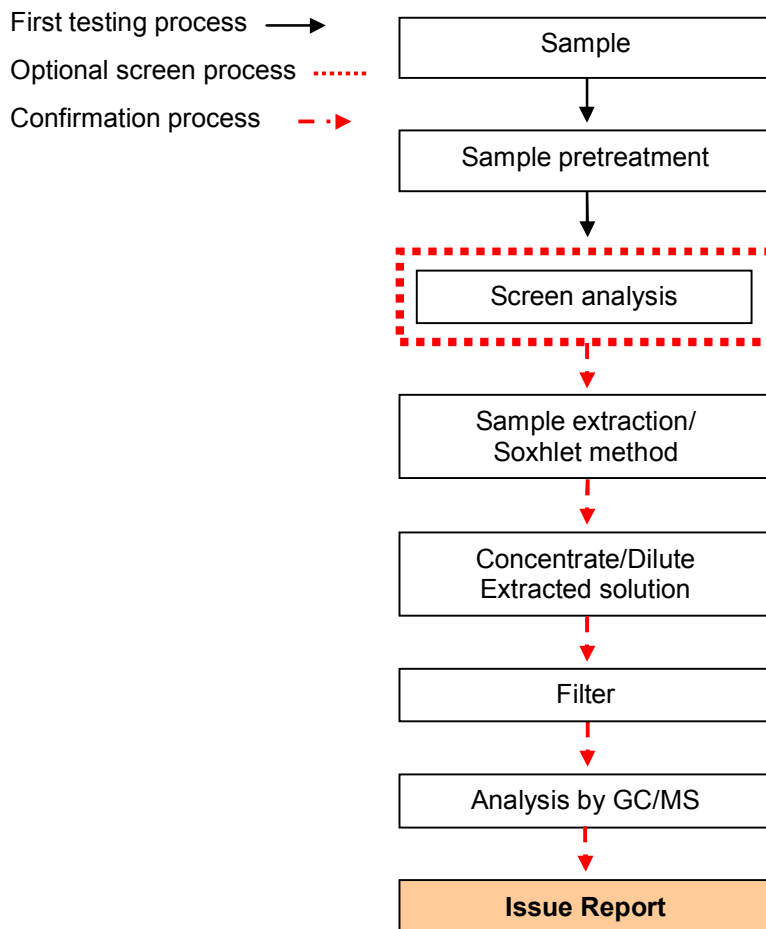 First testing process
Optional screen process
Confirmation process
Sample
Sample pretreatment
Screen analysis
Sample extraction/
Soxhlet method
Concentrate/Dilute
Extracted solution
Filter
Analysis by GC/MS
Issue Report